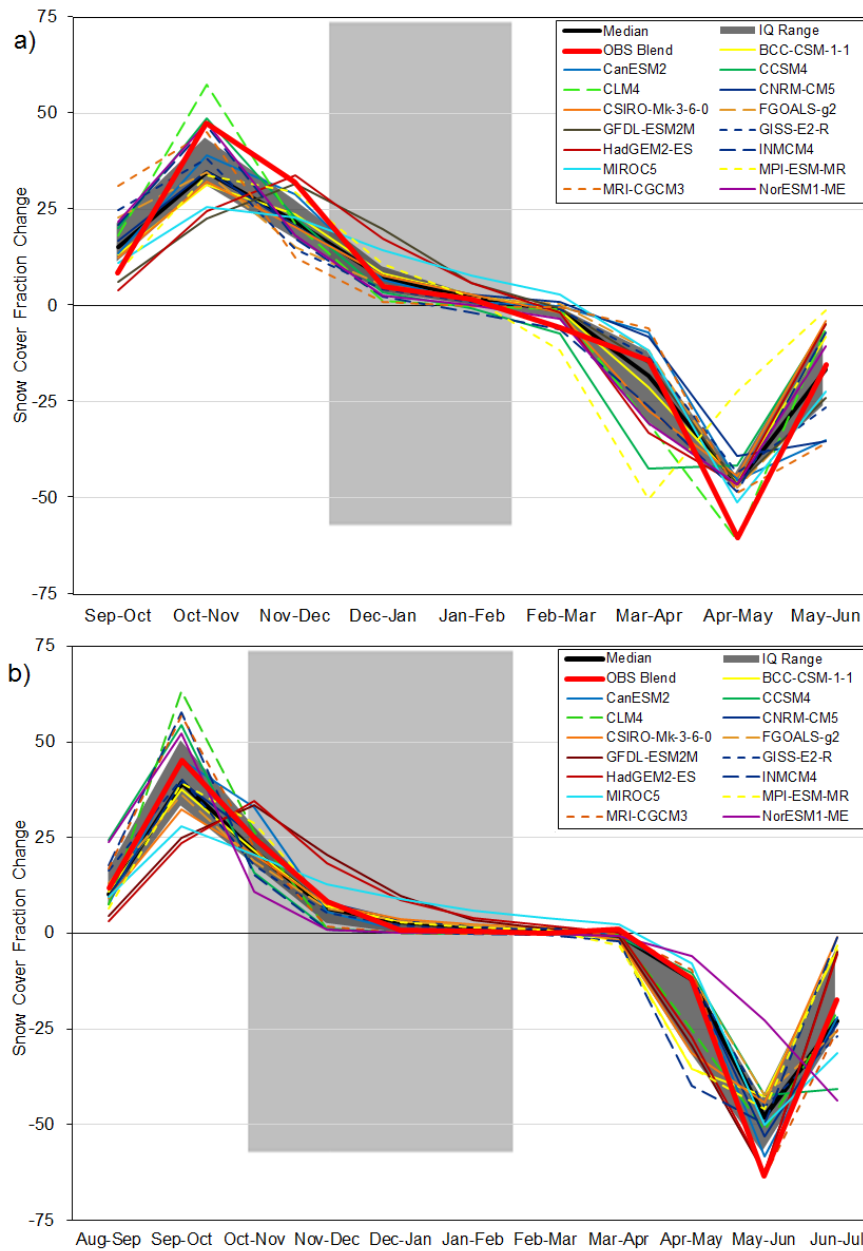 a)
75
50
25
0
-25
-50
-75
Snow Cover Fraction Change
Median IQ Range
OBS Blend BCC-CSM-1-1
CanESM2 CCSM4
CLM4 CNRM-CM5
CSIRO-Mk-3-6-0 FGOALS-g2
GFDL-ESM2M GISS-E2-R
HadGEM2-ES INMCM4
MIROC5 MPI-ESM-MR
MRI-CGCM3 NorESM1-ME
Sep-Oct Oct-Nov Nov-Dec Dec-Jan Jan-Feb Feb-Mar Mar-Apr Apr-May May-Jun
b)
75
50
25
0
-25
-50
-75
Snow Cover Fraction Change
Median IQ Range
OBS Blend BCC-CSM-1-1
CanESM2 CCSM4
CLM4 CNRM-CM5
CSIRO-Mk-3-6-0 FGOALS-g2
GFDL-ESM2M GISS-E2-R
HadGEM2-ES INMCM4
MIROC5 MPI-ESM-MR
MRI-CGCM3 NorESM1-ME
Aug-Sep Sep-Oct Oct-Nov Nov-Dec Dec-Jan Jan-Feb Feb-Mar Mar-Apr Apr-May May-Jun Jun-Jul